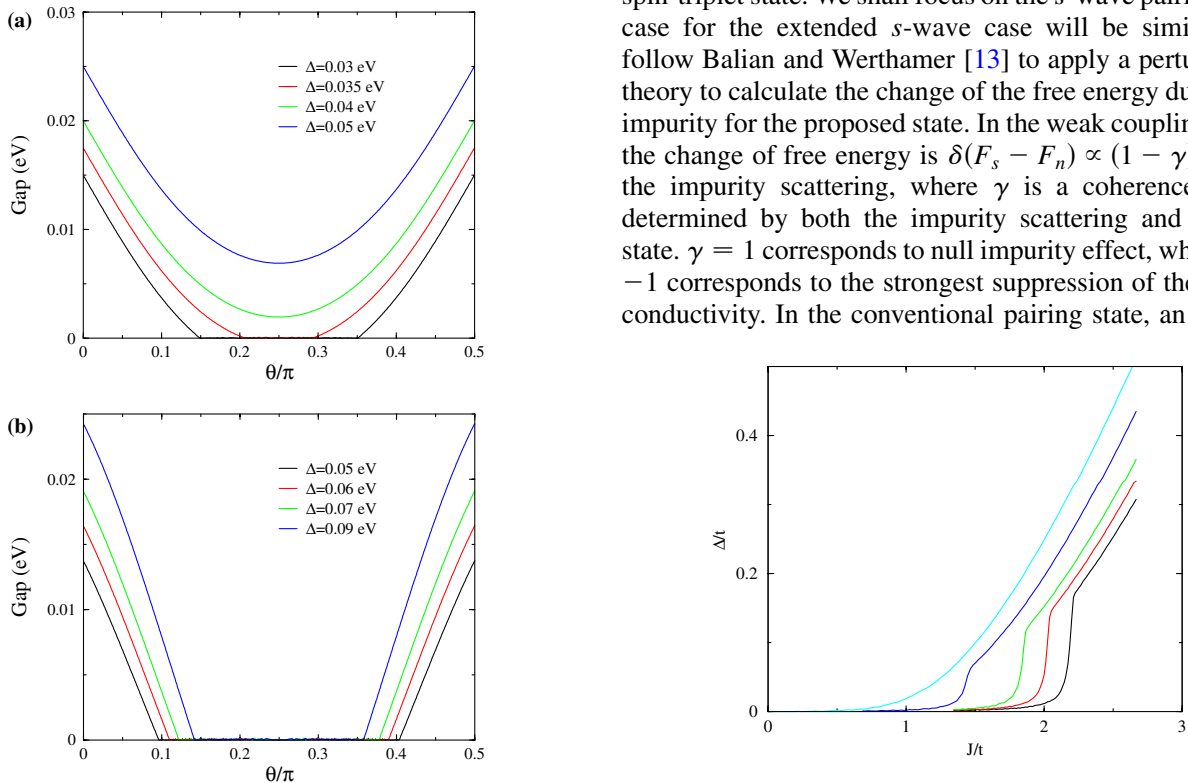 (a)
0.03
0.02
0.01
0
Gap (eV)
Δ=0.03 eV
Δ=0.035 eV
Δ=0.04 eV
Δ=0.05 eV
0 0.1 0.2 0.3 0.4 0.5
θ/π
(b)
0.02
0.01
0
Gap (eV)
Δ=0.05 eV
Δ=0.06 eV
Δ=0.07 eV
Δ=0.09 eV
0 0.1 0.2 0.3 0.4 0.5
θ/π
spin-triplet state. We shall focus on the s-wave pairi
case for the extended s-wave case will be simi
follow Balian and Werthamer [13] to apply a pertu
theory to calculate the change of the free energy du
impurity for the proposed state. In the weak couplin
the change of free energy is δ(Fs − Fn) ∝ (1 − γ)
the impurity scattering, where γ is a coherence
determined by both the impurity scattering and
state. γ = 1 corresponds to null impurity effect, wh
−1 corresponds to the strongest suppression of the
conductivity. In the conventional pairing state, an
0.4
0.2
0
Δ/t
0 1 2 3
J/t